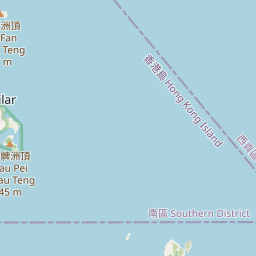 洲頂
Fan
Teng
m
香港島 Hong Kong Island
lar
西貢區
牌洲頂
au Pei
au Teng
45 m
南區 Southern District